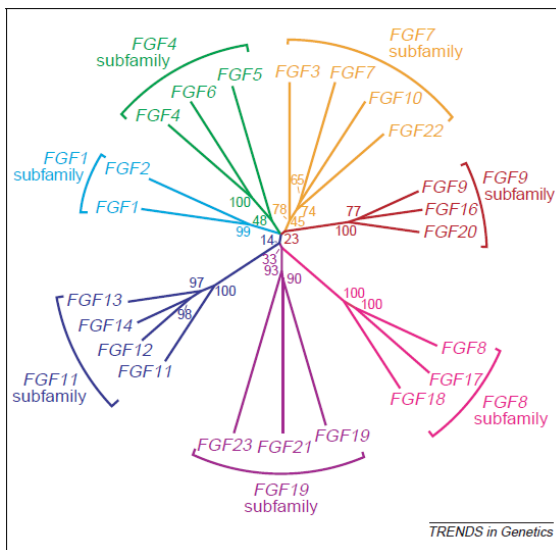 FGF4
subfamily
FGF5
FGF6
FGF4
FGF7
subfamily
FGF3
FGF7
FGF10
FGF22
FGF1
subfamily
FGF2
FGF1
FGF9
subfamily
FGF9
FGF16
FGF20
100
48
78
65
74
45
77
100
99
14
23
33
93
90
97
100
98
100
100
FGF13
FGF14
FGF12
FGF11
FGF11
subfamily
FGF8
FGF17
FGF18
FGF8
subfamily
FGF23
FGF21
FGF19
FGF19
subfamily
TRENDS in Genetics